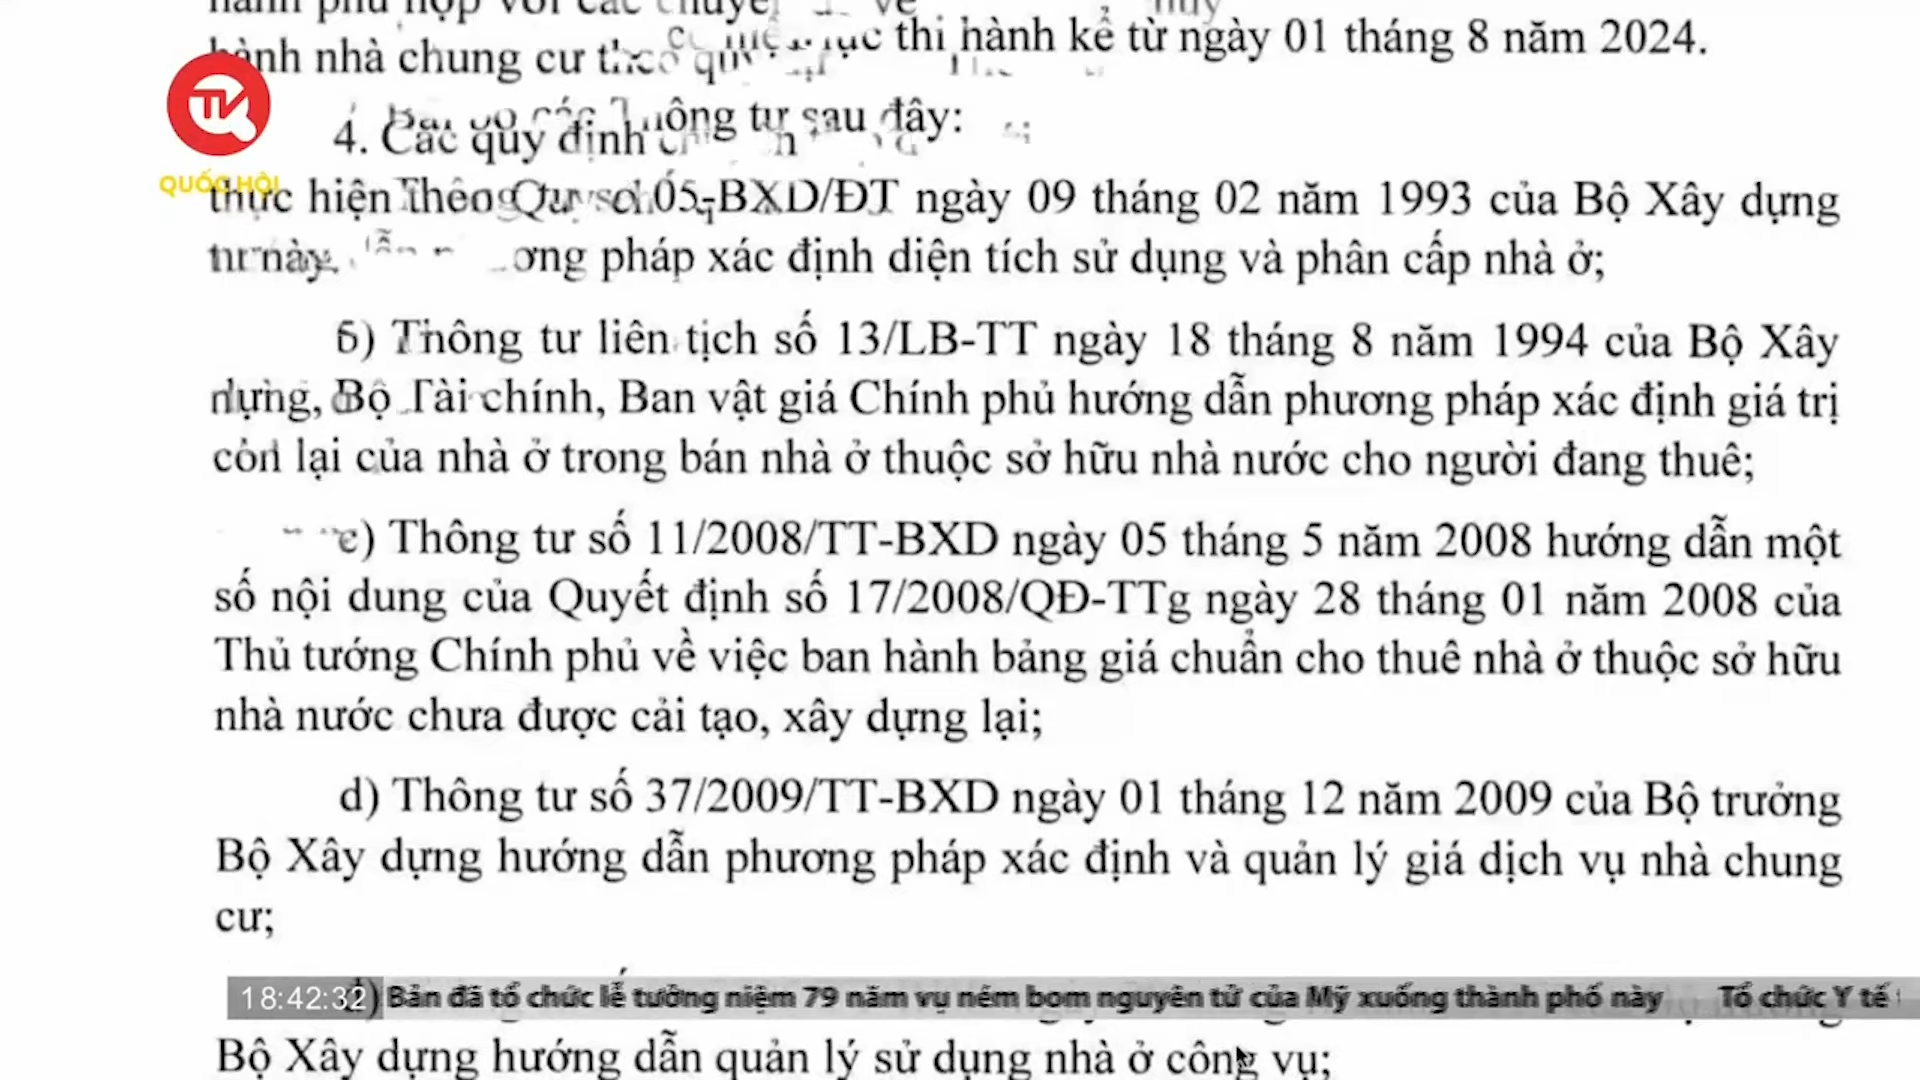 thi hành kể từ ngày 01 tháng 8 năm 2024.
hành nhà chung cư theo
4. Các quy định Thông tư sau đây:
TV
QUỐC HỘI
thực hiện 05-BXD/ĐT ngày 09 tháng 02 năm 1993 của Bộ Xây dựng
này. pháp xác định diện tích sử dụng và phân cấp nhà ở;
Thông tư liên tịch số 13/LB-TT ngày 18 tháng 8 năm 1994 của Bộ Xây
dựng, Bộ Tài chính, Ban vật giá Chính phủ hướng dẫn phương pháp xác định giá trị
còn lại của nhà ở trong bán nhà ở thuộc sở hữu nhà nước cho người đang thuê;
c) Thông tư số 11/2008/TT-BXD ngày 05 tháng 5 năm 2008 hướng dẫn một
số nội dung của Quyết định số 17/2008/QĐ-TTg ngày 28 tháng 01 năm 2008 của
Thủ tướng Chính phủ về việc ban hành bảng giá chuẩn cho thuê nhà ở thuộc sở hữu
nhà nước chưa được cải tạo, xây dựng lại;
d) Thông tư số 37/2009/TT-BXD ngày 01 tháng 12 năm 2009 của Bộ trưởng
Bộ Xây dựng hướng dẫn phương pháp xác định và quản lý giá dịch vụ nhà chung
cư;
18:42:32 Bản đã tổ chức lễ tưởng niệm 79 năm vụ ném bom nguyên tử của Mỹ xuống thành phố này Tổ chức Y tế
Bộ Xây dựng hướng dẫn quản lý sử dụng nhà ở công vụ;